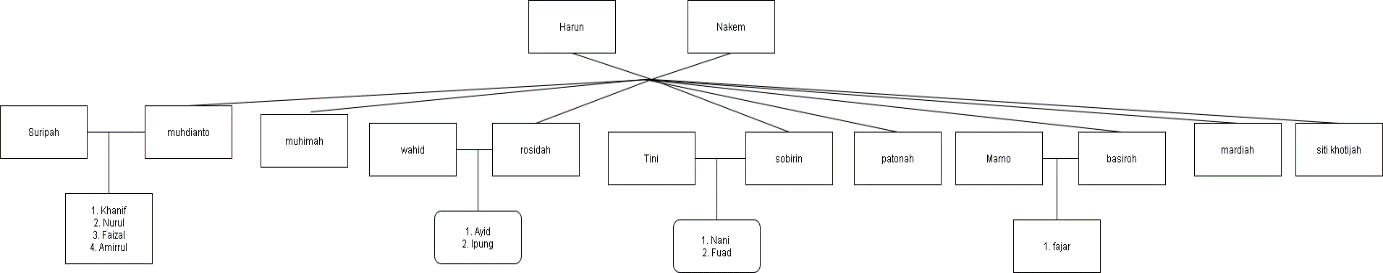 Harun
Nakem
Suripah
muhdianto
muhimah
wahid
rosidah
Tini
sobirin
patonah
Marno
basiroh
mardiah
siti khotijah
1. Khanif
2. Nurul
3. Faizal
4. Amirrul
1. Ayid
2. Ipung
1. Nani
2. Fuad
1. fajar